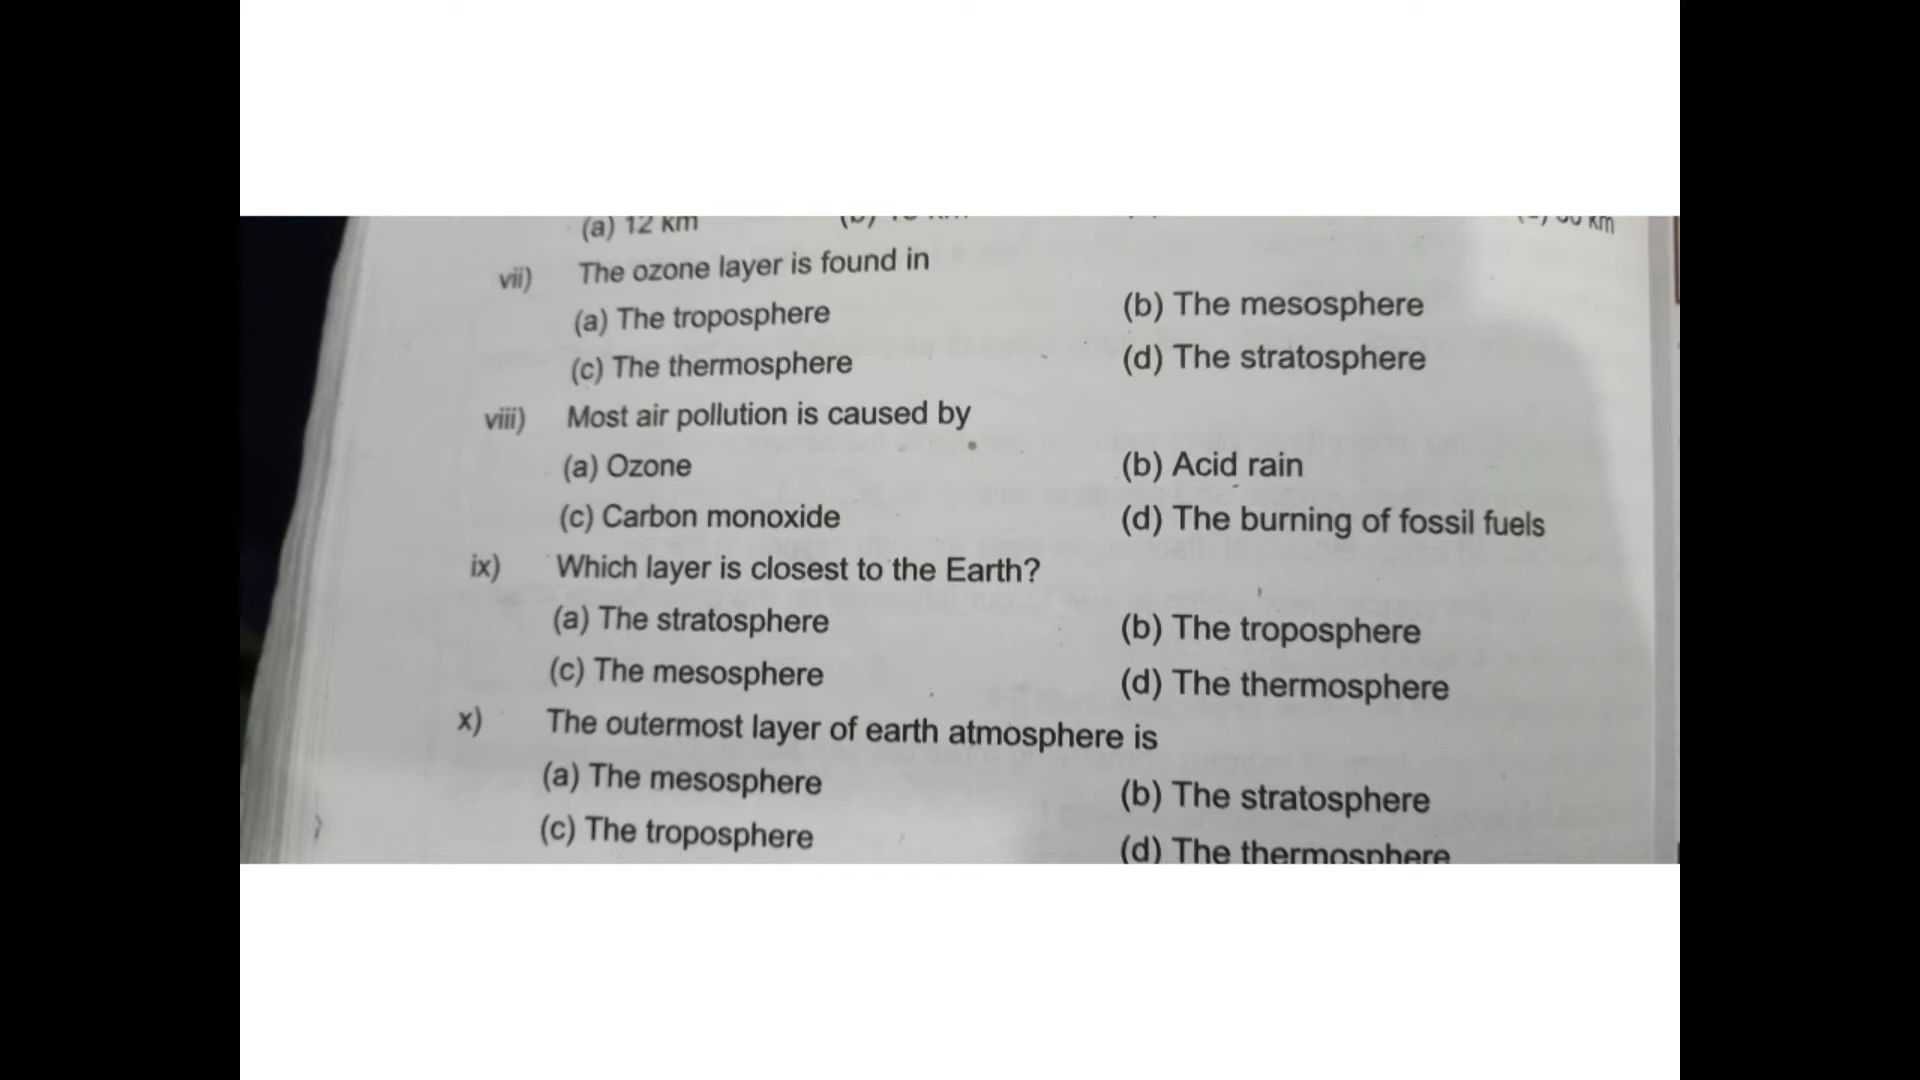 (a) 12 km km
vii) The ozone layer is found in
(a) The troposphere (b) The mesosphere
(c) The thermosphere (d) The stratosphere
viii) Most air pollution is caused by
(a) Ozone (b) Acid rain
(c) Carbon monoxide (d) The burning of fossil fuels
ix) Which layer is closest to the Earth?
(a) The stratosphere (b) The troposphere
(c) The mesosphere (d) The thermosphere
x) The outermost layer of earth atmosphere is
(a) The mesosphere (b) The stratosphere
(c) The troposphere (d) The thermosphere